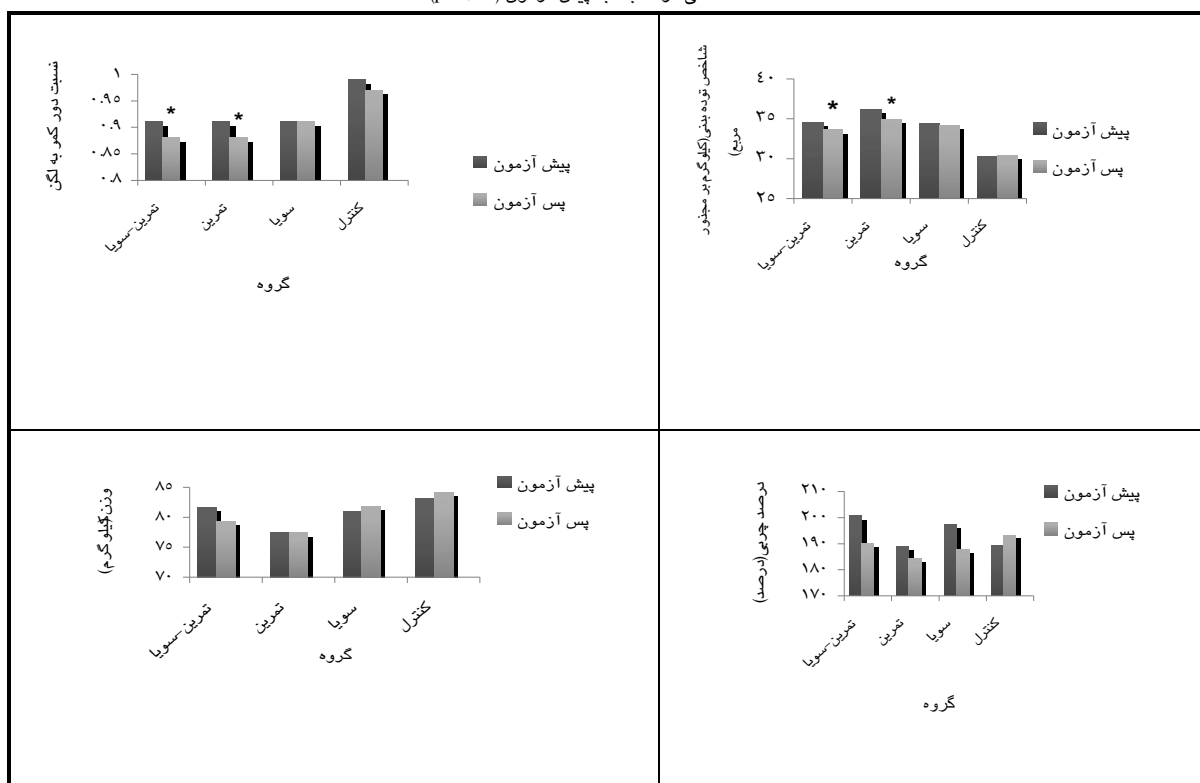 شاخص توده بدنی(کیلوگرم بر مجذور
مربع)
۴۰
۳۵
۳۰
۲۵
* *
تمرین-سویا
تمرین
سویا
کنترل
گروه
پیش آزمون
پس آزمون
نسبت دور کمر به لگن
۱
۰.۹۵
۰.۹
۰.۸۵
۰.۸
* *
تمرین-سویا
تمرین
سویا
کنترل
گروه
پیش آزمون
پس آزمون
درصد چربی(درصد)
۲۱۰
۲۰۰
۱۹۰
۱۸۰
۱۷۰
تمرین-سویا
تمرین
سویا
کنترل
گروه
پیش آزمون
پس آزمون
وزن(کیلوگرم)
۸۵
۸۰
۷۵
۷۰
تمرین-سویا
تمرین
سویا
کنترل
گروه
پیش آزمون
پس آزمون